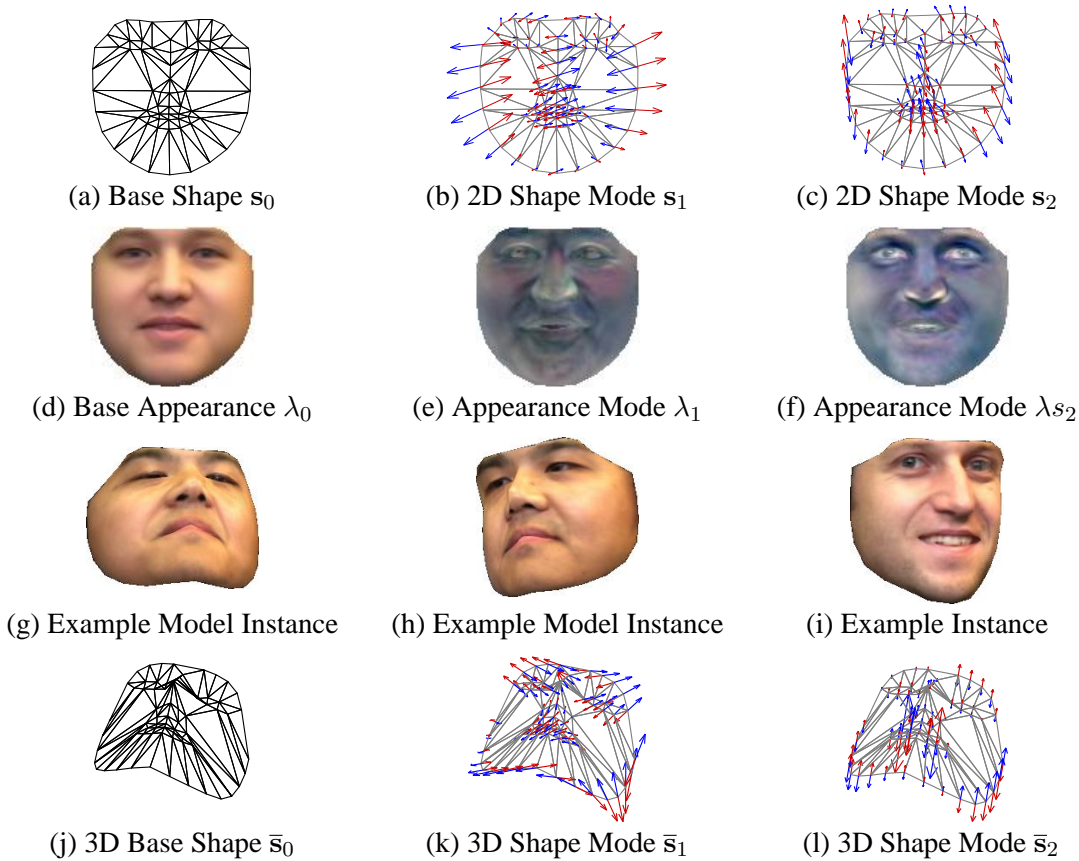 (a) Base Shape s₀
(b) 2D Shape Mode s₁
(c) 2D Shape Mode s₂
(d) Base Appearance λ₀
(e) Appearance Mode λ₁
(f) Appearance Mode λs₂
(g) Example Model Instance
(h) Example Model Instance
(i) Example Instance
(j) 3D Base Shape s̅₀
(k) 3D Shape Mode s̅₁
(l) 3D Shape Mode s̅₂